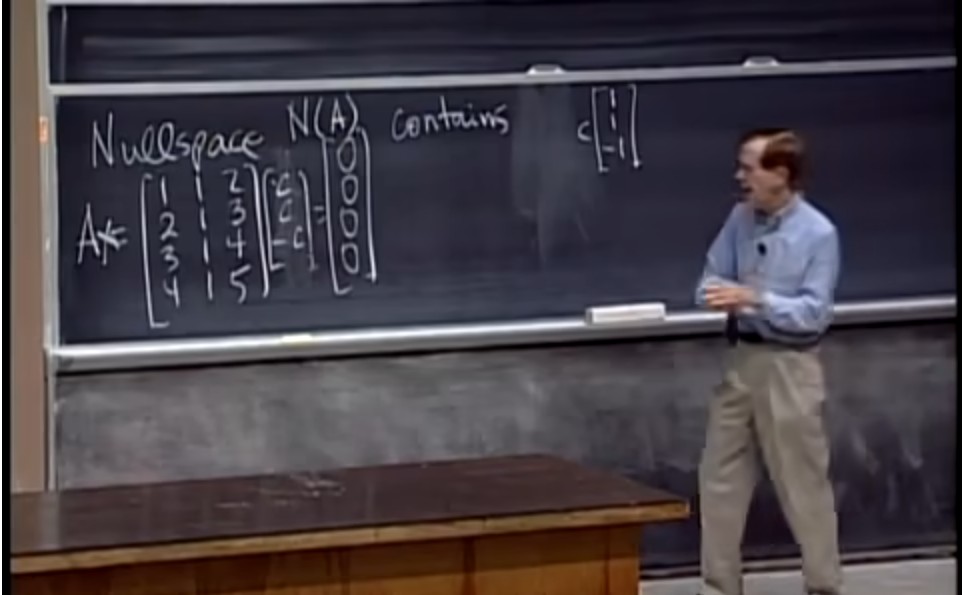 Nullspace N(A) contains c [1 1 -1]
Ax = [1 1 2] [c] = [0]
[2 1 3] [c] [0]
[3 1 4] [-c] [0]
[4 1 5] [0]